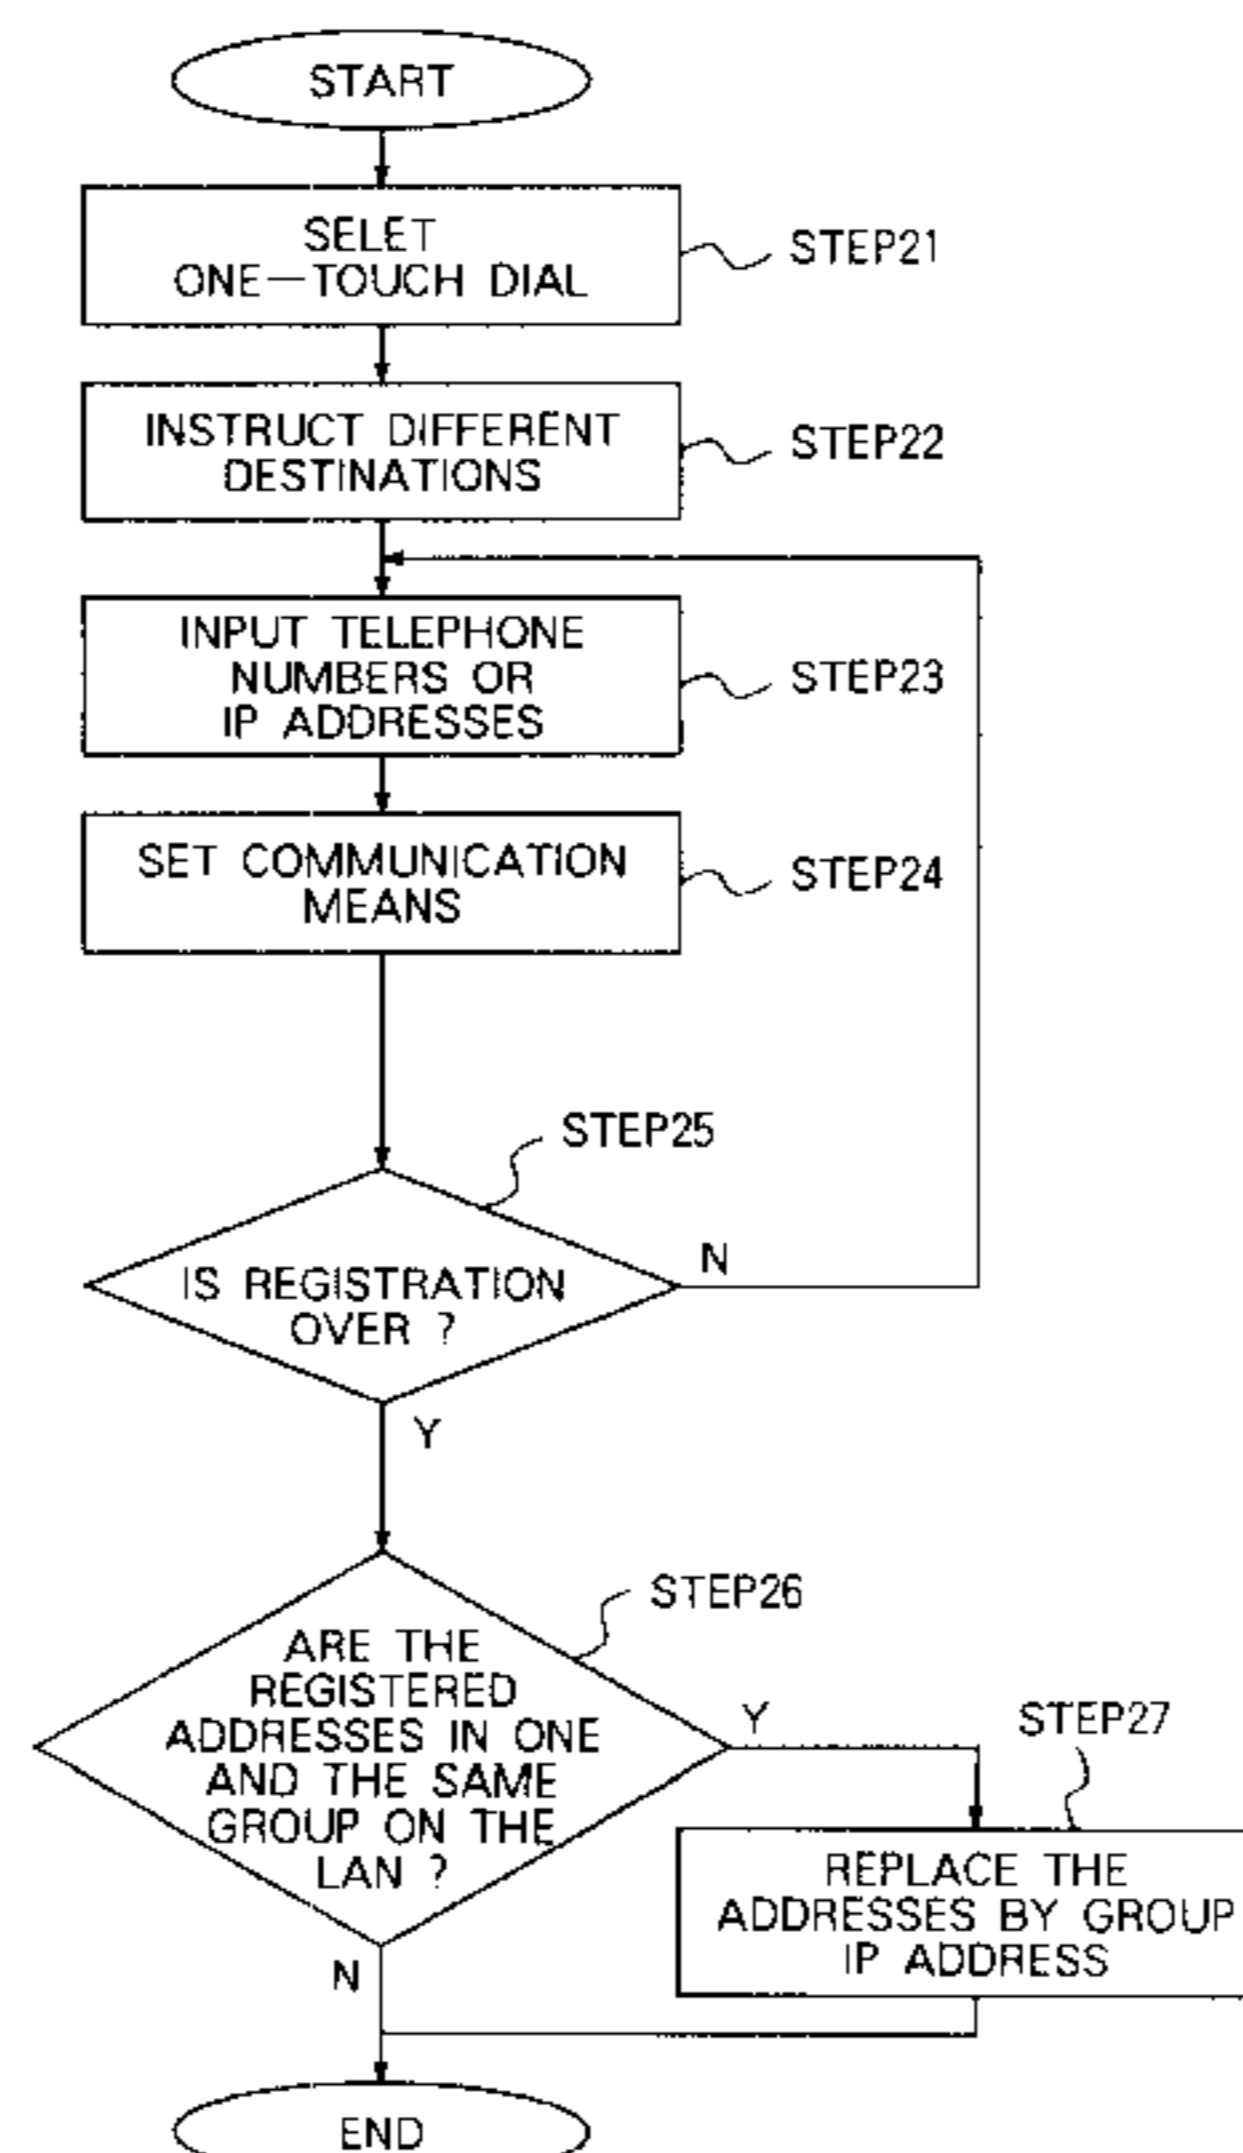 START
SELET
ONE—TOUCH DIAL
STEP21
INSTRUCT DIFFERENT
DESTINATIONS
STEP22
INPUT TELEPHONE
NUMBERS OR
IP ADDRESSES
STEP23
SET COMMUNICATION
MEANS
STEP24
STEP25
IS REGISTRATION
OVER ?
N
Y
STEP26
ARE THE
REGISTERED
ADDRESSES IN ONE
AND THE SAME
GROUP ON THE
LAN ?
Y
N
STEP27
REPLACE THE
ADDRESSES BY GROUP
IP ADDRESS
END